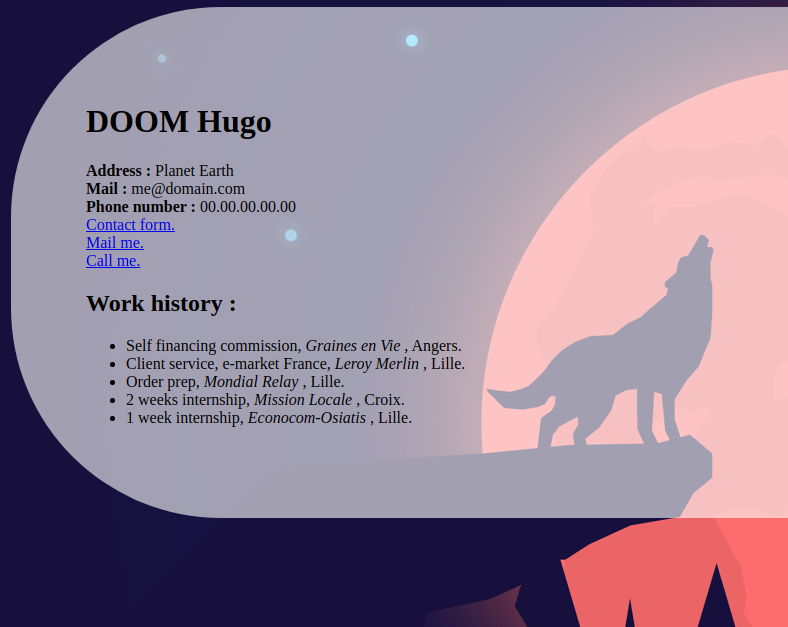 DOOM Hugo
Address : Planet Earth
Mail : me@domain.com
Phone number : 00.00.00.00.00
Contact form.
Mail me.
Call me.
Work history :
Self financing commission, Graines en Vie , Angers.
Client service, e-market France, Leroy Merlin , Lille.
Order prep, Mondial Relay , Lille.
2 weeks internship, Mission Locale , Croix.
1 week internship, Econocom-Osiatis , Lille.